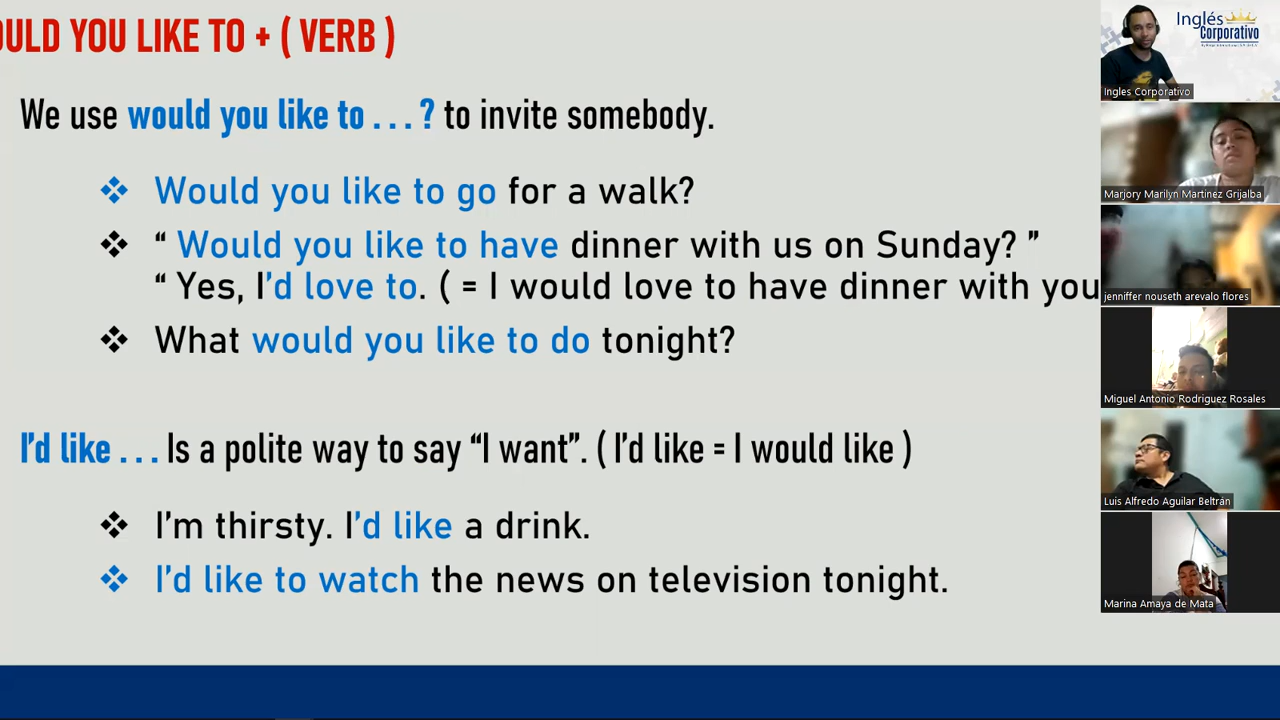 OULD YOU LIKE TO + ( VERB )
We use would you like to . . . ? to invite somebody.
❖ Would you like to go for a walk?
❖ “ Would you like to have dinner with us on Sunday? ”
“ Yes, I’d love to. ( = I would love to have dinner with you
❖ What would you like to do tonight?
I’d like . . . Is a polite way to say “I want”. ( I’d like = I would like )
❖ I’m thirsty. I’d like a drink.
❖ I’d like to watch the news on television tonight.
Inglés
Corporativo
Ingles Corporativo
Marjory Marilyn Martinez Grijalba
jenniffer nouseth arevalo flores
Miguel Antonio Rodriguez Rosales
Luis Alfredo Aguilar Beltrán
Marina Amaya de Mata